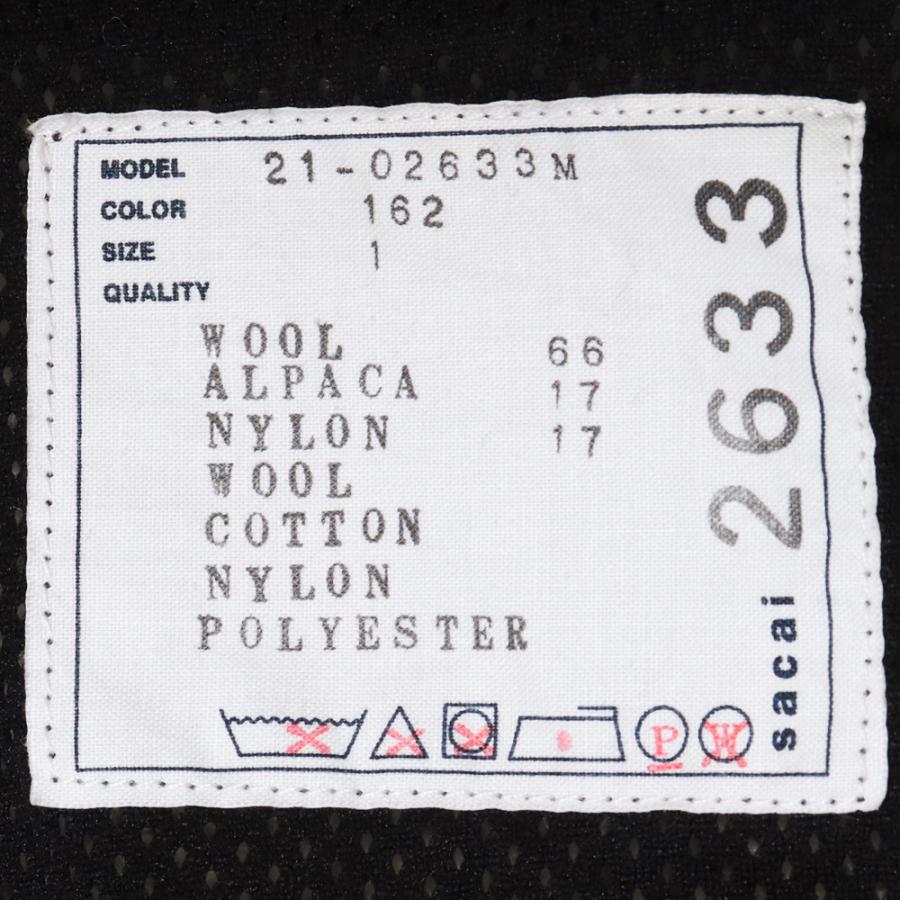 MODEL 21-02633M
COLOR 162
SIZE 1
QUALITY
WOOL 66
ALPACA 17
NYLON 17
WOOL
COTTON
NYLON
POLYESTER
P W
sacai 2633